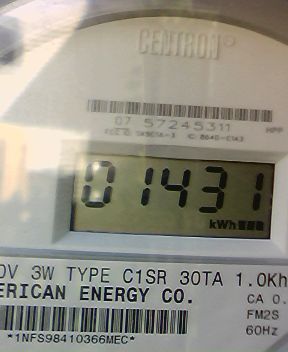 CENTRON®
07 57245311 HPP
01431
kWh
0V 3W TYPE C1SR 30TA 1.0Kh
ERICAN ENERGY CO. CA 0.
FM2S
60Hz
*1NFS98410366MEC*